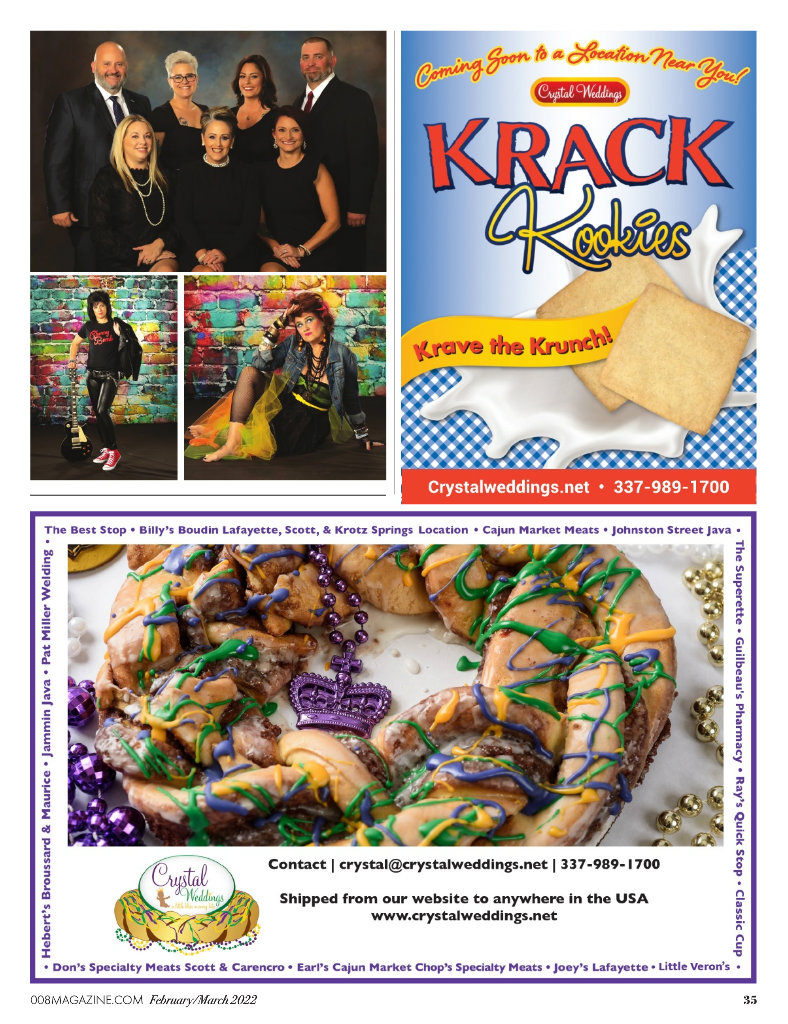 Cherry
Bomb
Coming Soon to a Location Near You!
Crystal Weddings
KRACK
Kookies
Krave the Krunch!
Crystalweddings.net • 337-989-1700
The Best Stop • Billy's Boudin Lafayette, Scott, & Krotz Springs Location • Cajun Market Meats • Johnston Street Java •
The Superette • Guilbeau's Pharmacy • Ray's Quick Stop • Classic Cup
Hebert's Broussard & Maurice • Jammin Java • Pat Miller Welding •
Crystal
Weddings
Contact | crystal@crystalweddings.net | 337-989-1700
Shipped from our website to anywhere in the USA
www.crystalweddings.net
• Don's Specialty Meats Scott & Carencro • Earl's Cajun Market Chop's Specialty Meats • Joey's Lafayette • Little Veron's •
008MAGAZINE.COM February/March 2022
35